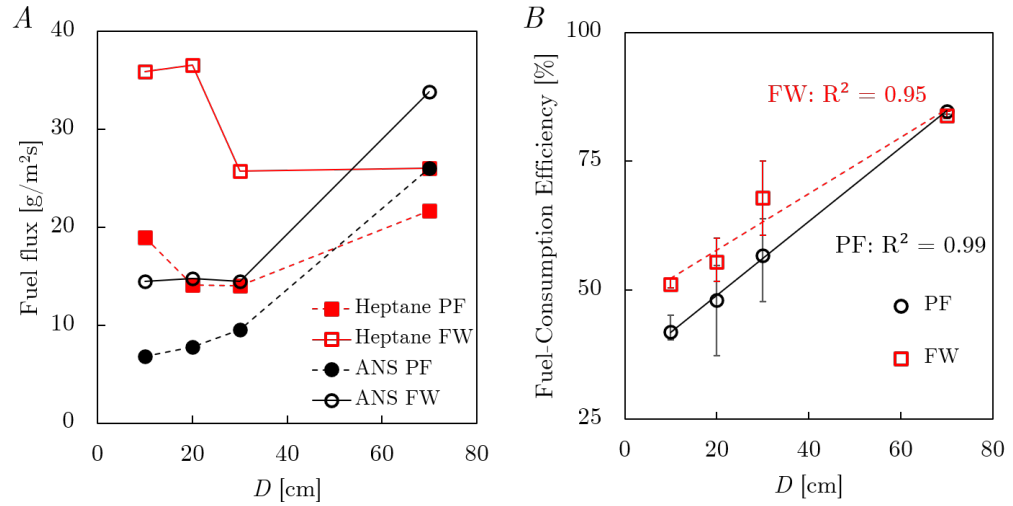 A
Fuel flux [g/m²s]
40
30
20
10
0
0 20 40 60 80
D [cm]
Heptane PF
Heptane FW
ANS PF
ANS FW
B
Fuel-Consumption Efficiency [%]
100
75
50
25
0 20 40 60 80
D [cm]
FW: R² = 0.95
PF: R² = 0.99
PF
FW